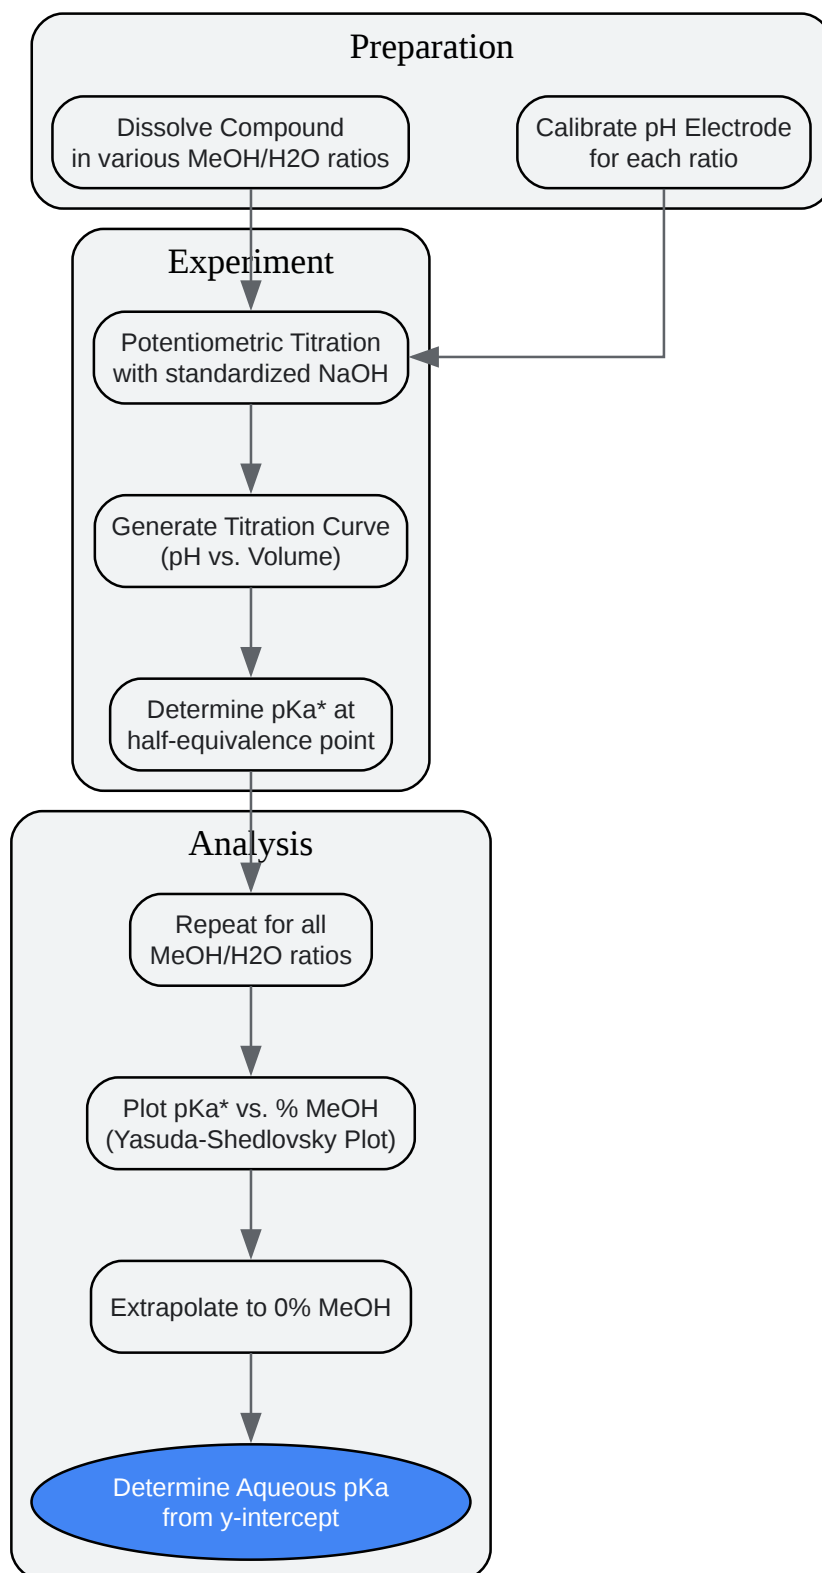 Preparation
Dissolve Compound
in various MeOH/H2O ratios
Calibrate pH Electrode
for each ratio
Experiment
Potentiometric Titration
with standardized NaOH
Generate Titration Curve
(pH vs. Volume)
Determine pKa* at
half-equivalence point
Analysis
Repeat for all
MeOH/H2O ratios
Plot pKa* vs. % MeOH
(Yasuda-Shedlovsky Plot)
Extrapolate to 0% MeOH
Determine Aqueous pKa
from y-intercept